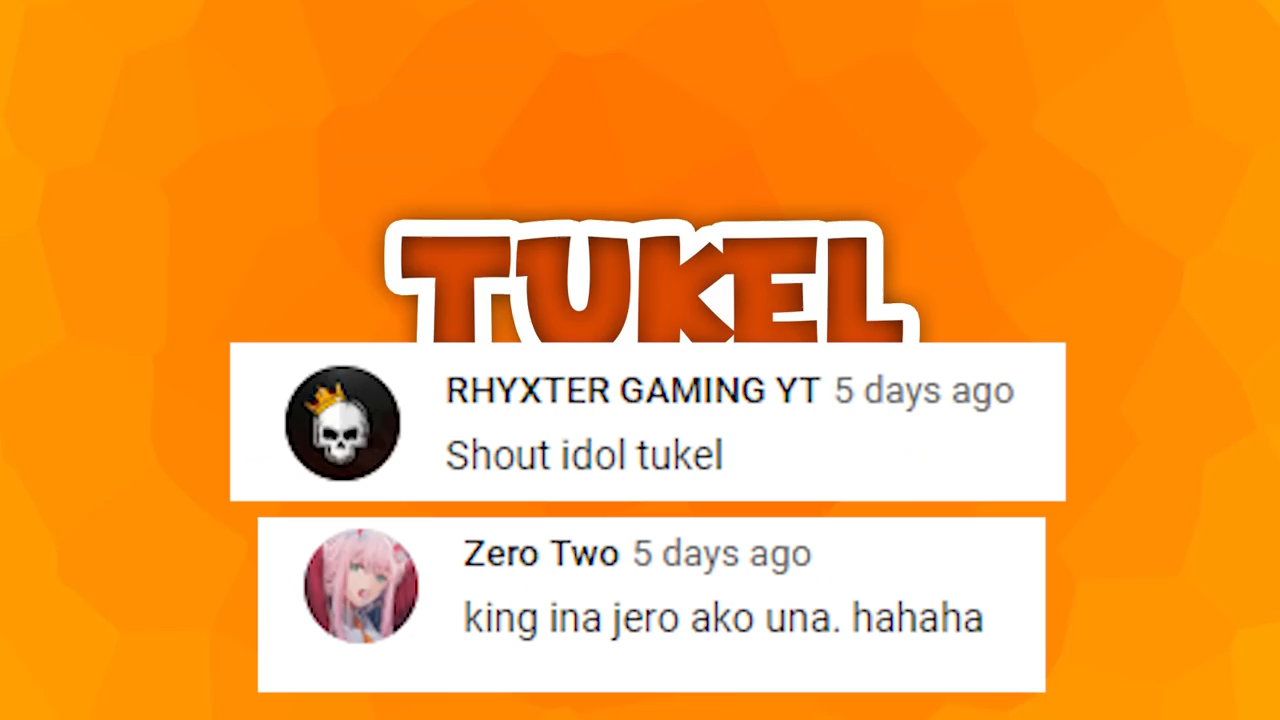 TUKEL
RHYXTER GAMING YT 5 days ago
Shout idol tukel
Zero Two 5 days ago
king ina jero ako una. hahaha